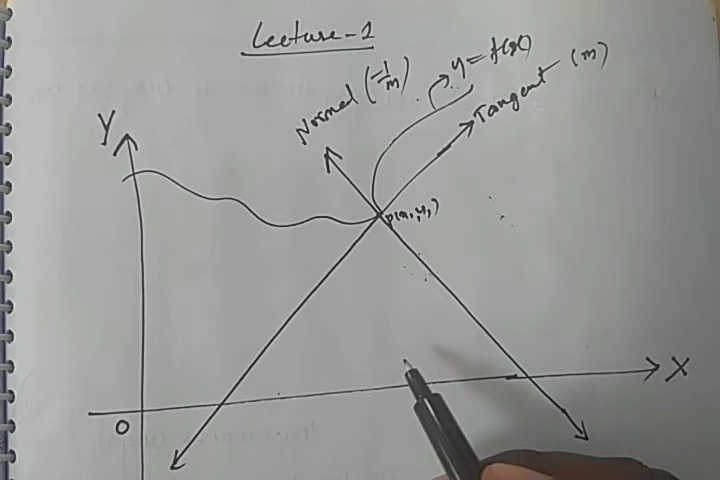 Lecture-1
y = f(x)
Tangent (m)
Normal (-1/m)
Y
P(x₁,y₁)
X
O